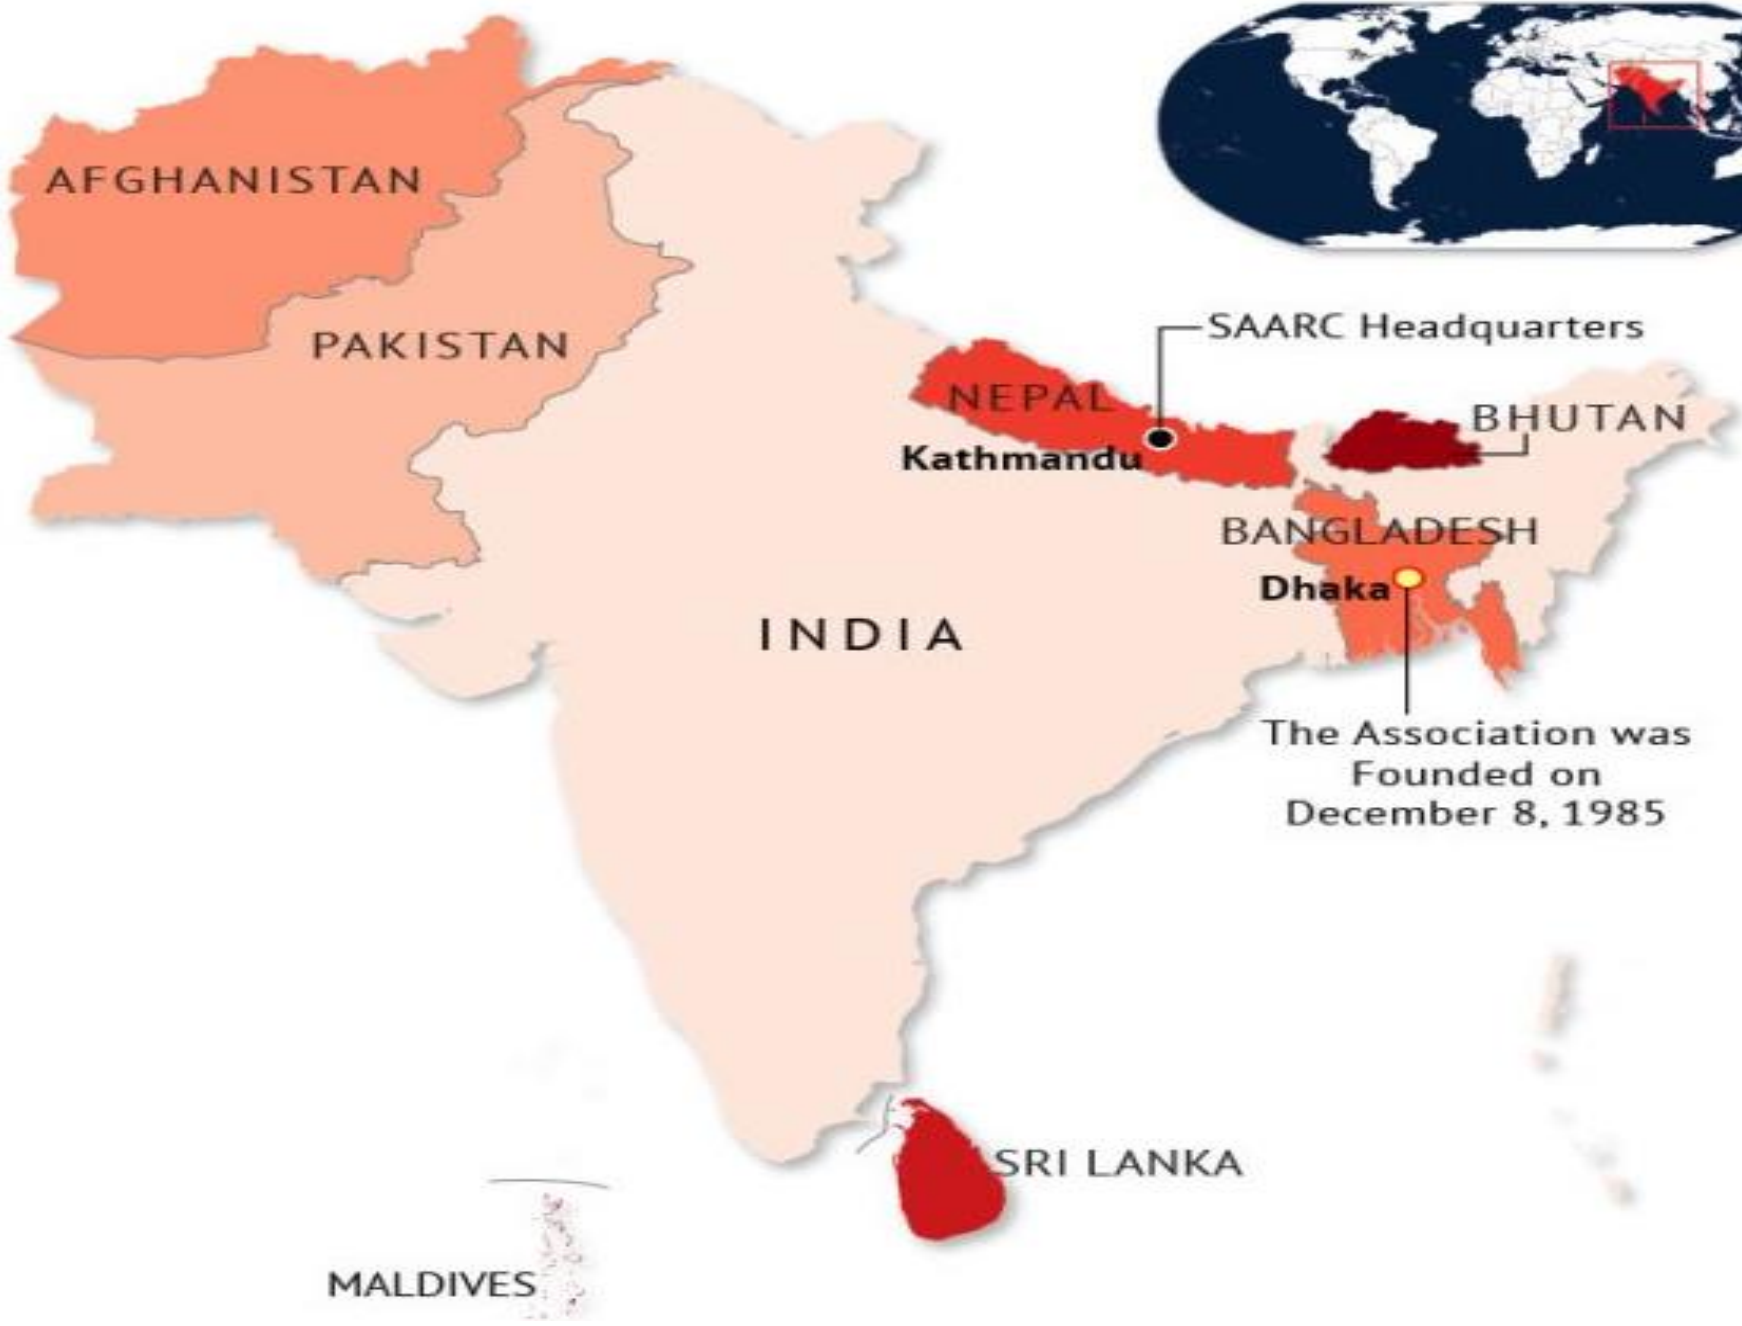 AFGHANISTAN
PAKISTAN
SAARC Headquarters
NEPAL
BHUTAN
Kathmandu
BANGLADESH
Dhaka
INDIA
The Association was
Founded on
December 8, 1985
SRI LANKA
MALDIVES